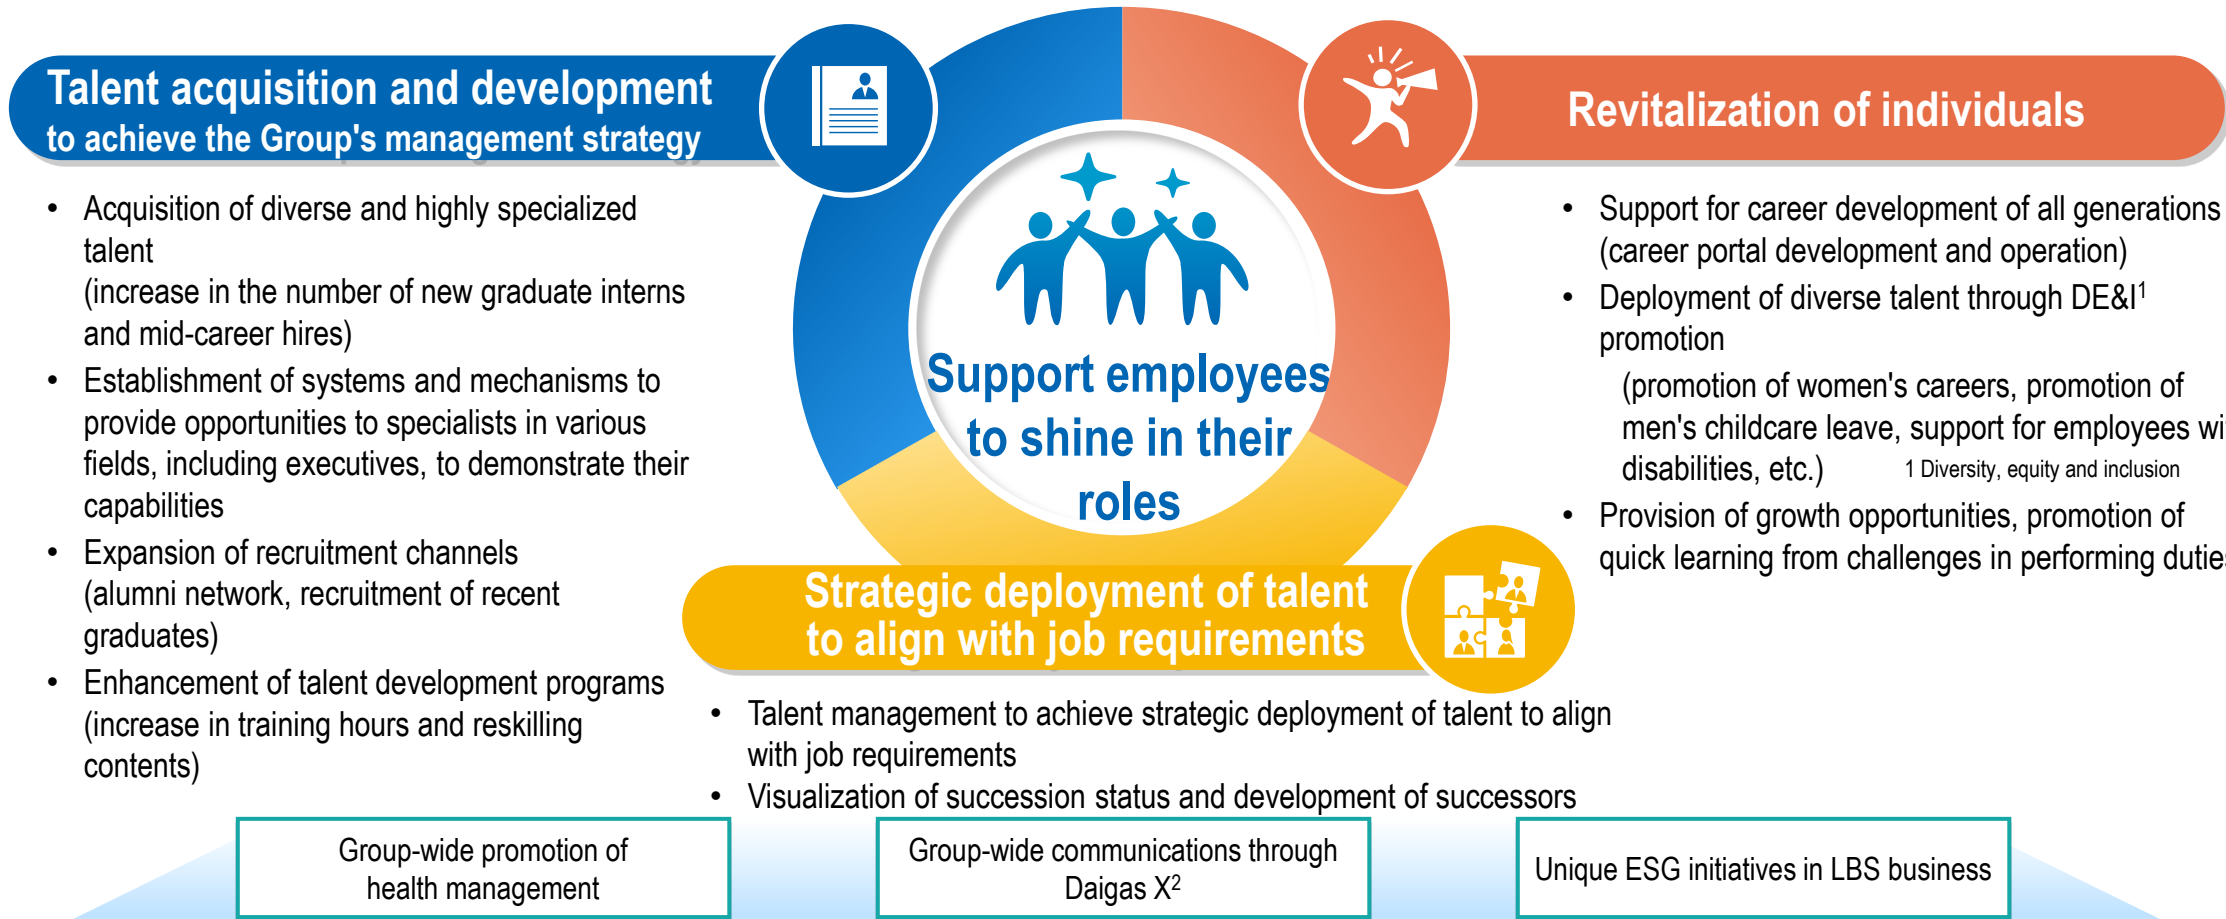 Talent acquisition and development
to achieve the Group's management strategy
• Acquisition of diverse and highly specialized
talent
(increase in the number of new graduate interns
and mid-career hires)
• Establishment of systems and mechanisms to
provide opportunities to specialists in various
fields, including executives, to demonstrate their
capabilities
• Expansion of recruitment channels
(alumni network, recruitment of recent
graduates)
• Enhancement of talent development programs
(increase in training hours and reskilling
contents)
Support employees
to shine in their
roles
Revitalization of individuals
• Support for career development of all generations
(career portal development and operation)
• Deployment of diverse talent through DE&I¹
promotion
(promotion of women's careers, promotion of
men's childcare leave, support for employees
disabilities, etc.)
1 Diversity, equity and inclusion
• Provision of growth opportunities, promotion of
quick learning from challenges in performing
Strategic deployment of talent
to align with job requirements
• Talent management to achieve strategic deployment of talent to align
with job requirements
• Visualization of succession status and development of successors
Group-wide promotion of
health management
Group-wide communications through
Daigas X²
Unique ESG initiatives in LBS business